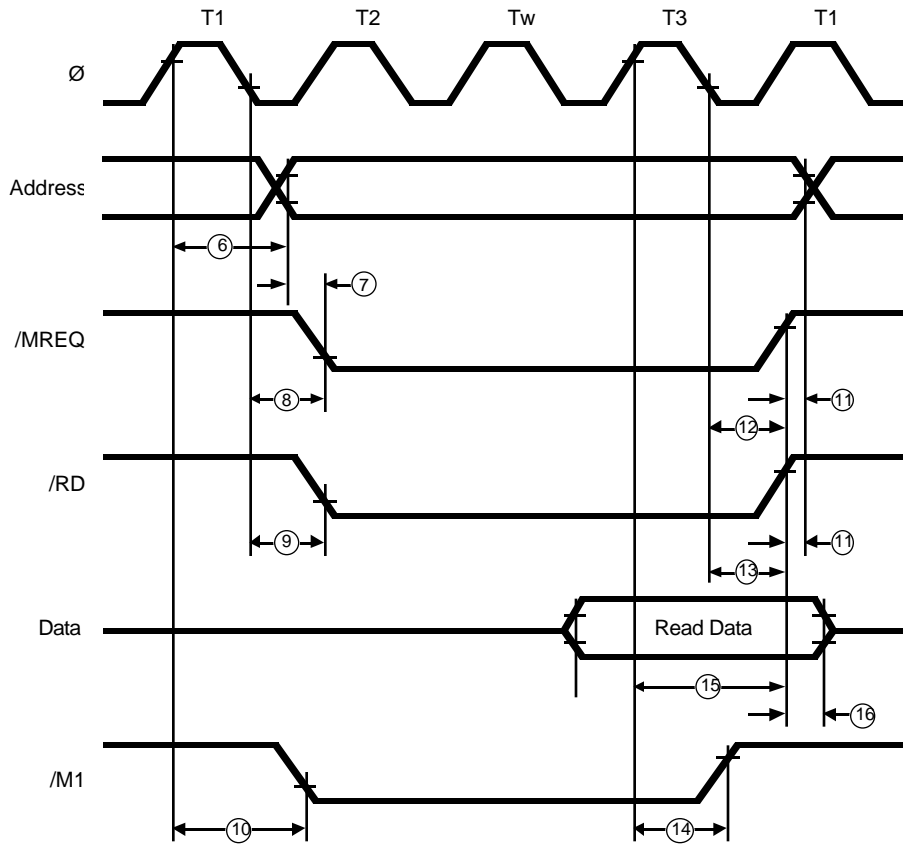 T1 T2 Tw T3 T1
Ø
Address
6
7
/MREQ
8 11
12
/RD
9 11
13
Data Read Data
15
16
/M1
10 14